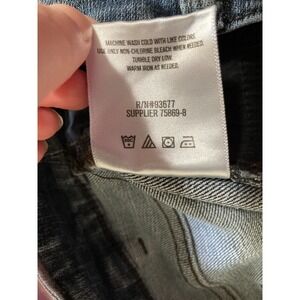 MACHINE WASH COLD WITH LIKE COLORS.
USE ONLY NON-CHLORINE BLEACH WHEN NEEDED.
TUMBLE DRY LOW.
WARM IRON AS NEEDED.
R/N#93677
SUPPLIER 75869-8